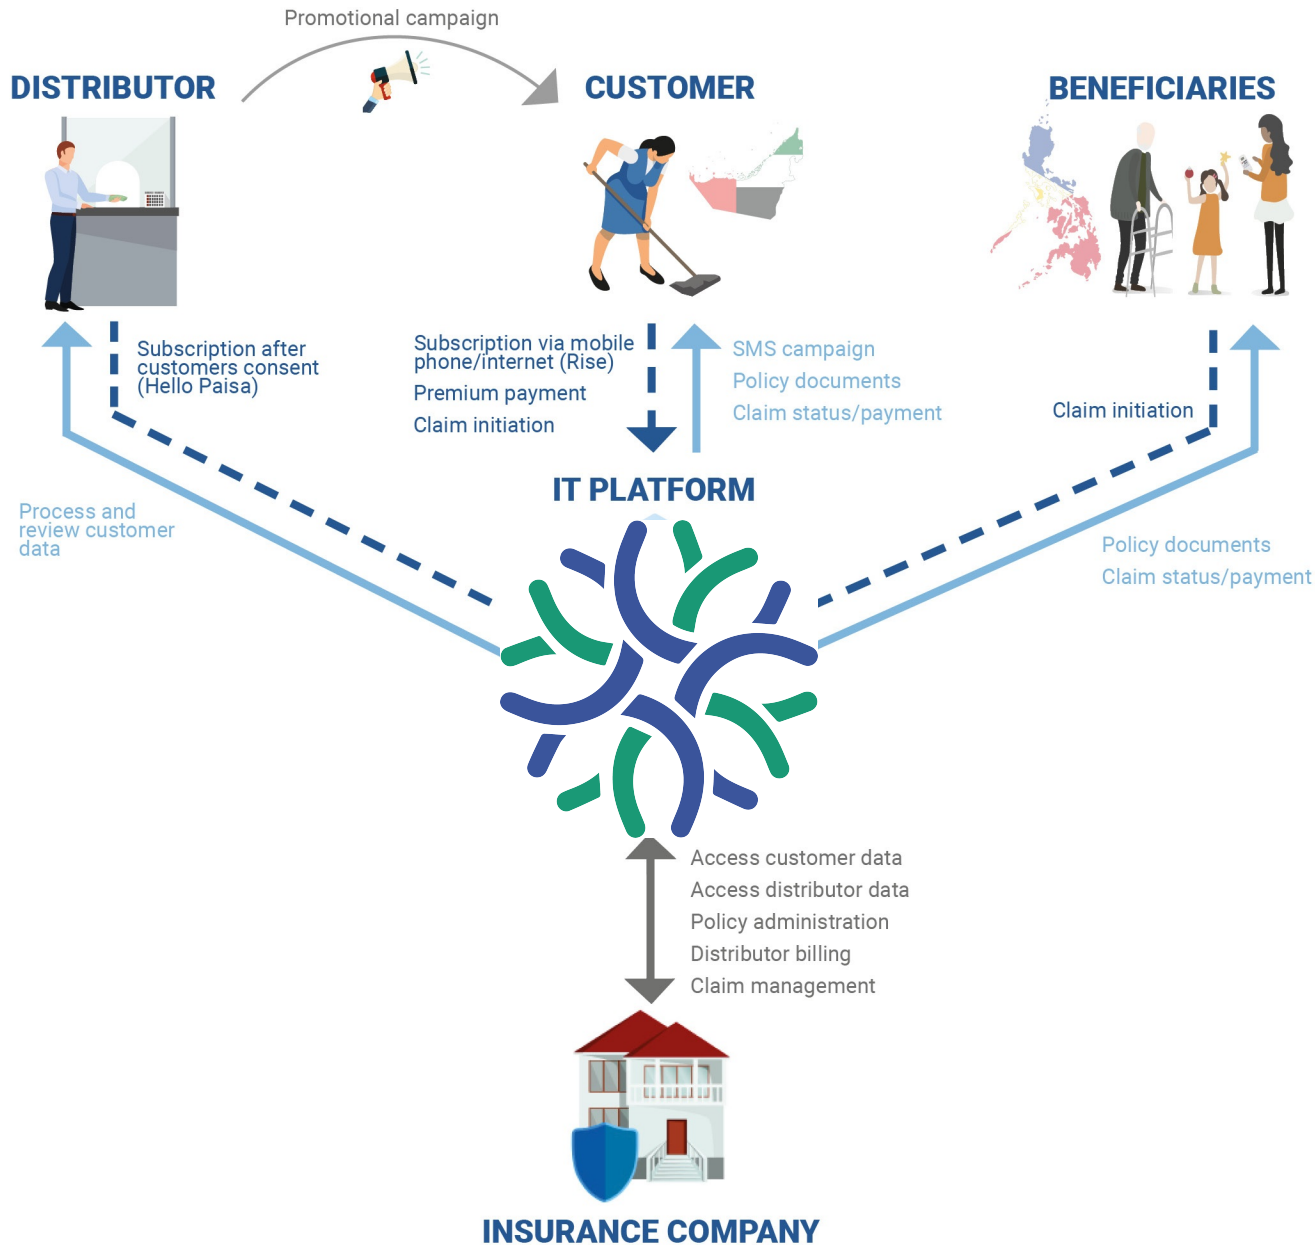 Promotional campaign
DISTRIBUTOR
CUSTOMER
BENEFICIARIES
Subscription after
customers consent
(Hello Paisa)
Subscription via mobile
phone/internet (Rise)
Premium payment
Claim initiation
SMS campaign
Policy documents
Claim status/payment
Claim initiation
Process and
review customer
data
IT PLATFORM
Policy documents
Claim status/payment
Access customer data
Access distributor data
Policy administration
Distributor billing
Claim management
INSURANCE COMPANY